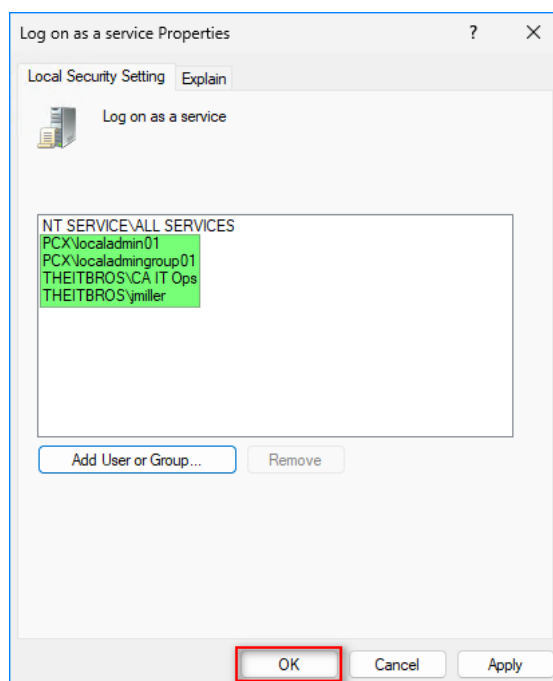 Log on as a service Properties
?
Local Security Setting
Explain
Log on as a service
NT SERVICE\ALL SERVICES
PCX\localadmin01
PCX\localadmingroup01
THEITBROS\CA IT Ops
THEITBROS\jmiller
Add User or Group...
Remove
OK
Cancel
Apply